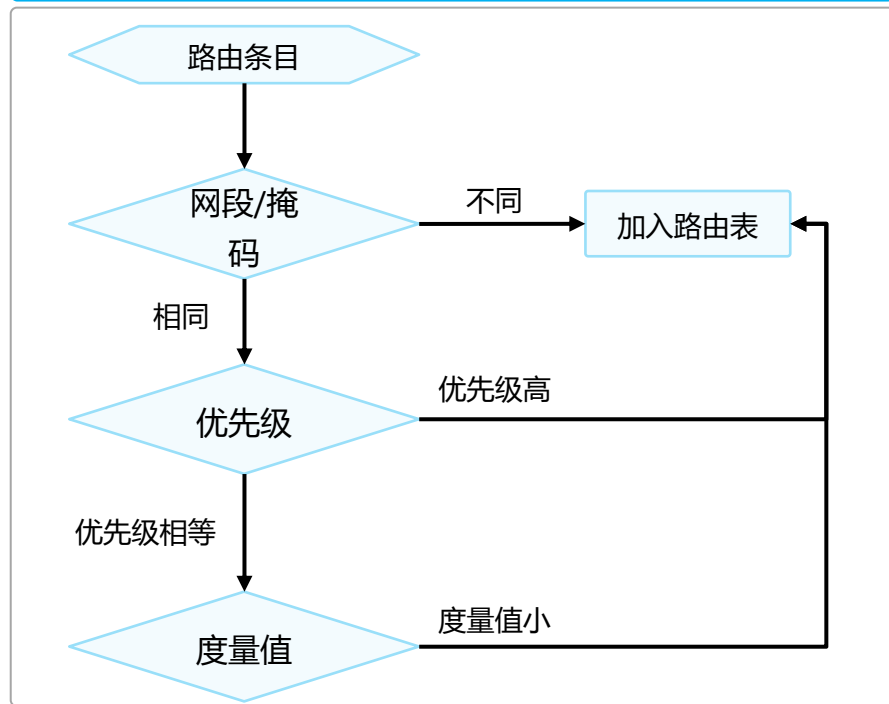 路由条目
网段/掩
码
不同
加入路由表
相同
优先级
优先级高
优先级相等
度量值
度量值小